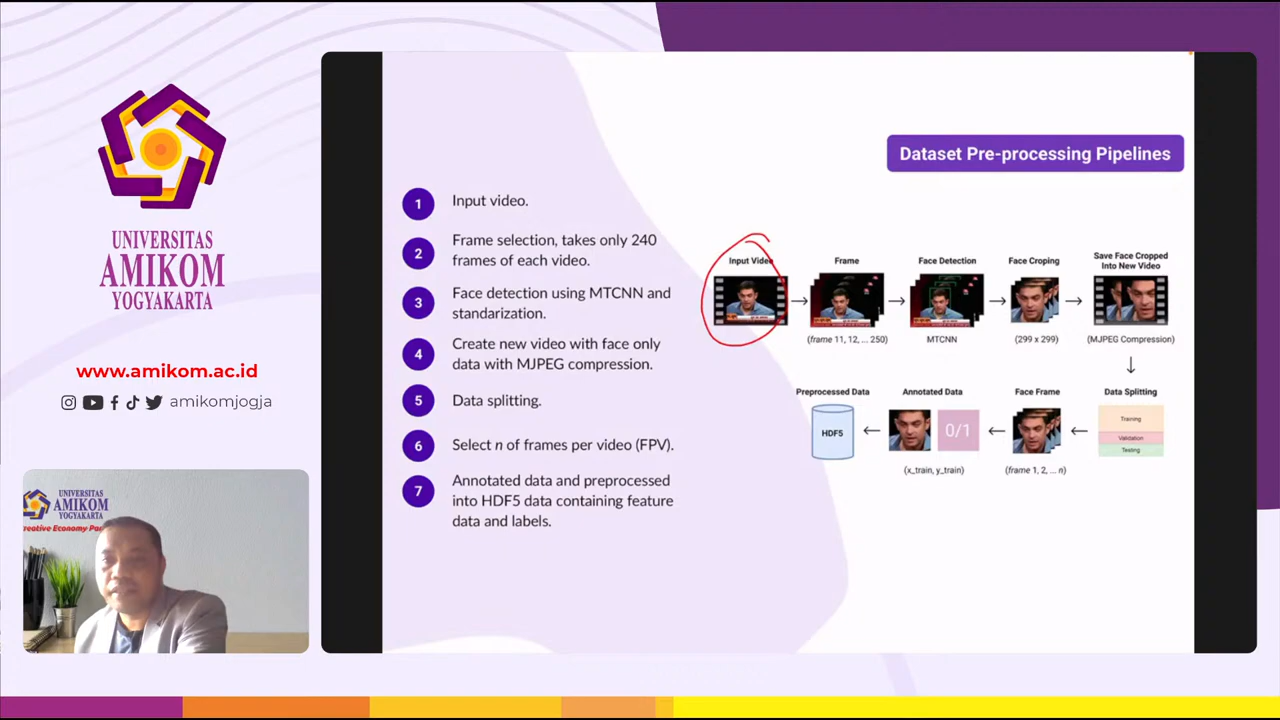 UNIVERSITAS
AMIKOM
YOGYAKARTA
www.amikom.ac.id
amikomjogja
UNIVERSITAS
AMIKOM
YOGYAKARTA
Dataset Pre-processing Pipelines
1 Input video.
2 Frame selection, takes only 240
frames of each video.
3 Face detection using MTCNN and
standarization.
4 Create new video with face only
data with MJPEG compression.
5 Data splitting.
6 Select n of frames per video (FPV).
7 Annotated data and preprocessed
into HDF5 data containing feature
data and labels.
Input Video
Frame
(frame 11, 12, ... 250)
Face Detection
MTCNN
Face Croping
(299 x 299)
Save Face Cropped
Into New Video
(MJPEG Compression)
Data Splitting
Training
Validation
Testing
Face Frame
(frame 1, 2, ... n)
Annotated Data
0/1
(x_train, y_train)
Preprocessed Data
HDF5